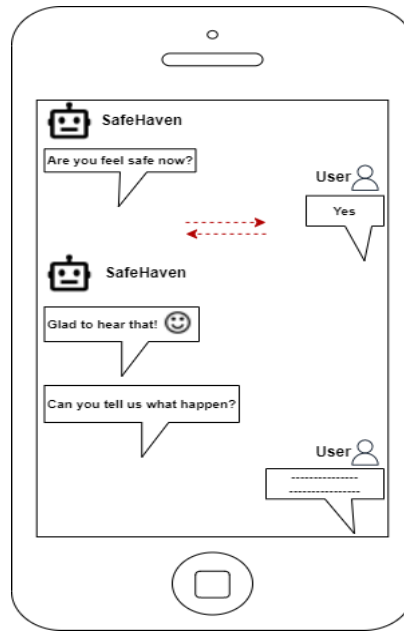 SafeHaven
Are you feel safe now?
User
Yes
SafeHaven
Glad to hear that!
Can you tell us what happen?
User